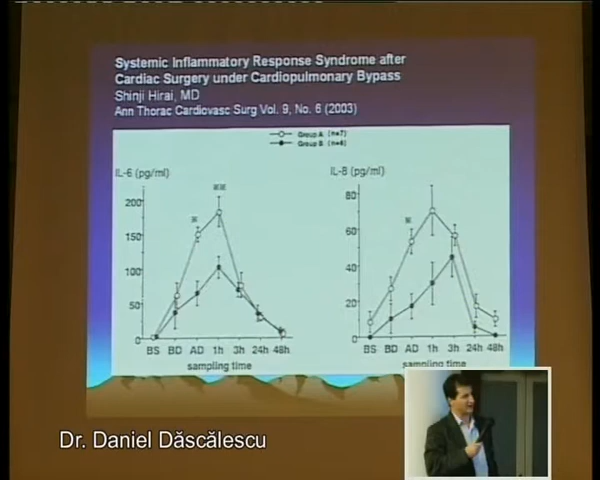 Systemic Inflammatory Response Syndrome after
Cardiac Surgery under Cardiopulmonary Bypass
Shinji Hirai, MD
Ann Thorac Cardiovasc Surg Vol. 9, No. 6 (2003)
Group A (n=7)
Group B (n=6)
IL-6 (pg/ml)
200
150
100
50
0
BS BD AD 1h 3h 24h 48h
sampling time
IL-8 (pg/ml)
80
60
40
20
0
BS BD AD 1h 3h 24h 48h
sampling time
Dr. Daniel Dăscălescu